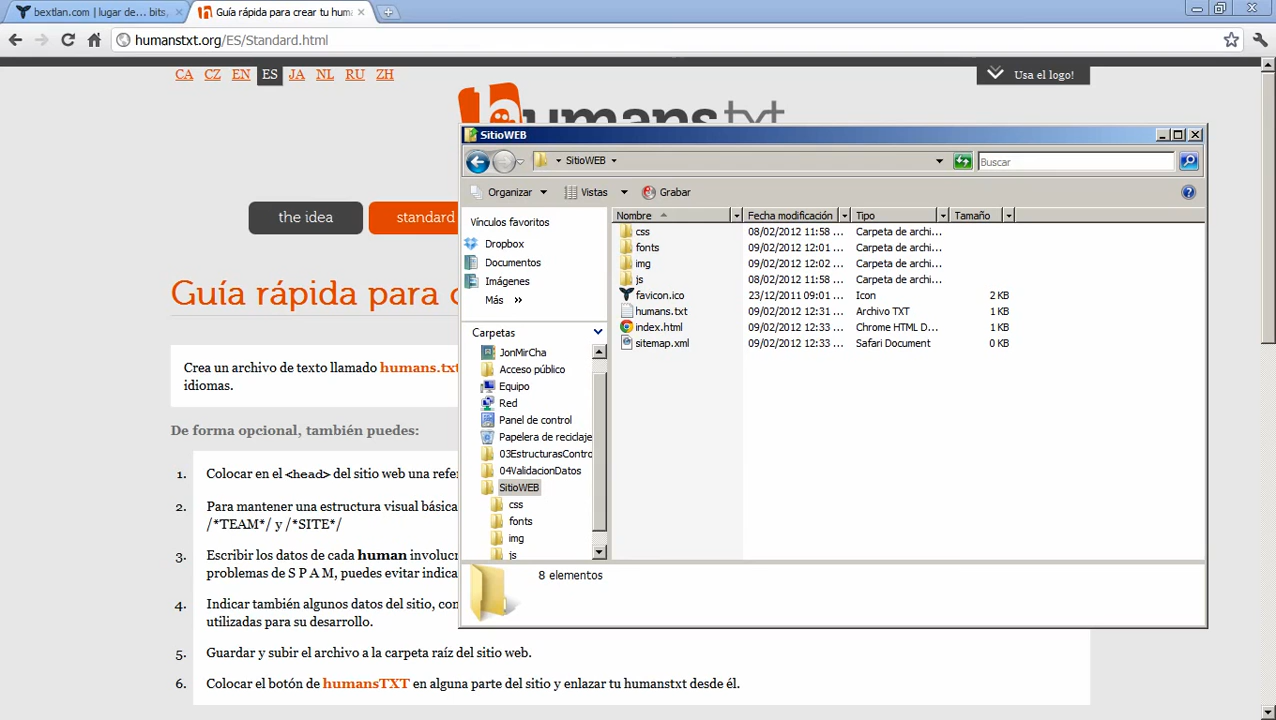 bextlan.com | lugar de... bits,
Guía rápida para crear tu huma
humanstxt.org/ES/Standard.html
CA CZ EN ES JA NL RU ZH
Usa el logo!
humanstxt
SitioWEB
SitioWEB
Buscar
Organizar Vistas Grabar
the idea
standard
Vínculos favoritos
Dropbox
Documentos
Imágenes
Más »
Carpetas
JonMirCha
Acceso público
Equipo
Red
Panel de control
Papelera de reciclaje
03EstructurasContro
04ValidacionDatos
SitioWEB
css
fonts
img
js
Nombre Fecha modificación Tipo Tamaño
css 08/02/2012 11:58 ... Carpeta de archi...
fonts 09/02/2012 12:01 ... Carpeta de archi...
img 09/02/2012 12:02 ... Carpeta de archi...
js 08/02/2012 11:58 ... Carpeta de archi...
favicon.ico 23/12/2011 09:01 ... Icon 2 KB
humans.txt 09/02/2012 12:31 ... Archivo TXT 1 KB
index.html 09/02/2012 12:33 ... Chrome HTML D... 1 KB
sitemap.xml 09/02/2012 12:33 ... Safari Document 0 KB
8 elementos
Guía rápida para c
Crea un archivo de texto llamado humans.txt
idiomas.
De forma opcional, también puedes:
1. Colocar en el <head> del sitio web una refer
2. Para mantener una estructura visual básica
/*TEAM*/ y /*SITE*/
3. Escribir los datos de cada human involucr
problemas de S P A M, puedes evitar indica
4. Indicar también algunos datos del sitio, con
utilizadas para su desarrollo.
5. Guardar y subir el archivo a la carpeta raíz del sitio web.
6. Colocar el botón de humansTXT en alguna parte del sitio y enlazar tu humanstxt desde él.